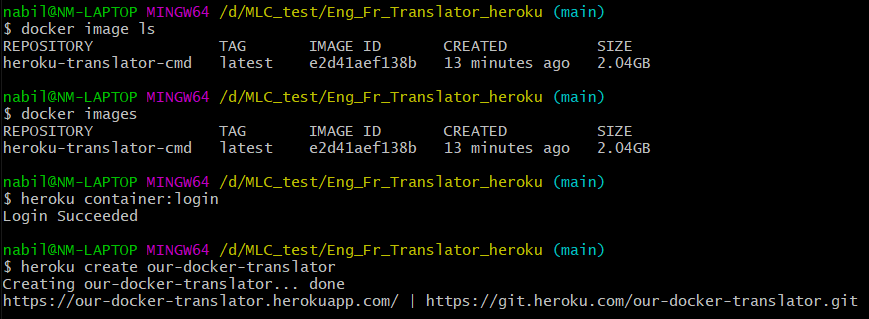 nabil@NM-LAPTOP MINGW64 /d/MLC_test/Eng_Fr_Translator_heroku (main)
$ docker image ls
REPOSITORY TAG IMAGE ID CREATED SIZE
heroku-translator-cmd latest e2d41aef138b 13 minutes ago 2.04GB
nabil@NM-LAPTOP MINGW64 /d/MLC_test/Eng_Fr_Translator_heroku (main)
$ docker images
REPOSITORY TAG IMAGE ID CREATED SIZE
heroku-translator-cmd latest e2d41aef138b 13 minutes ago 2.04GB
nabil@NM-LAPTOP MINGW64 /d/MLC_test/Eng_Fr_Translator_heroku (main)
$ heroku container:login
Login Succeeded
nabil@NM-LAPTOP MINGW64 /d/MLC_test/Eng_Fr_Translator_heroku (main)
$ heroku create our-docker-translator
Creating our-docker-translator... done
https://our-docker-translator.herokuapp.com/ | https://git.heroku.com/our-docker-translator.git